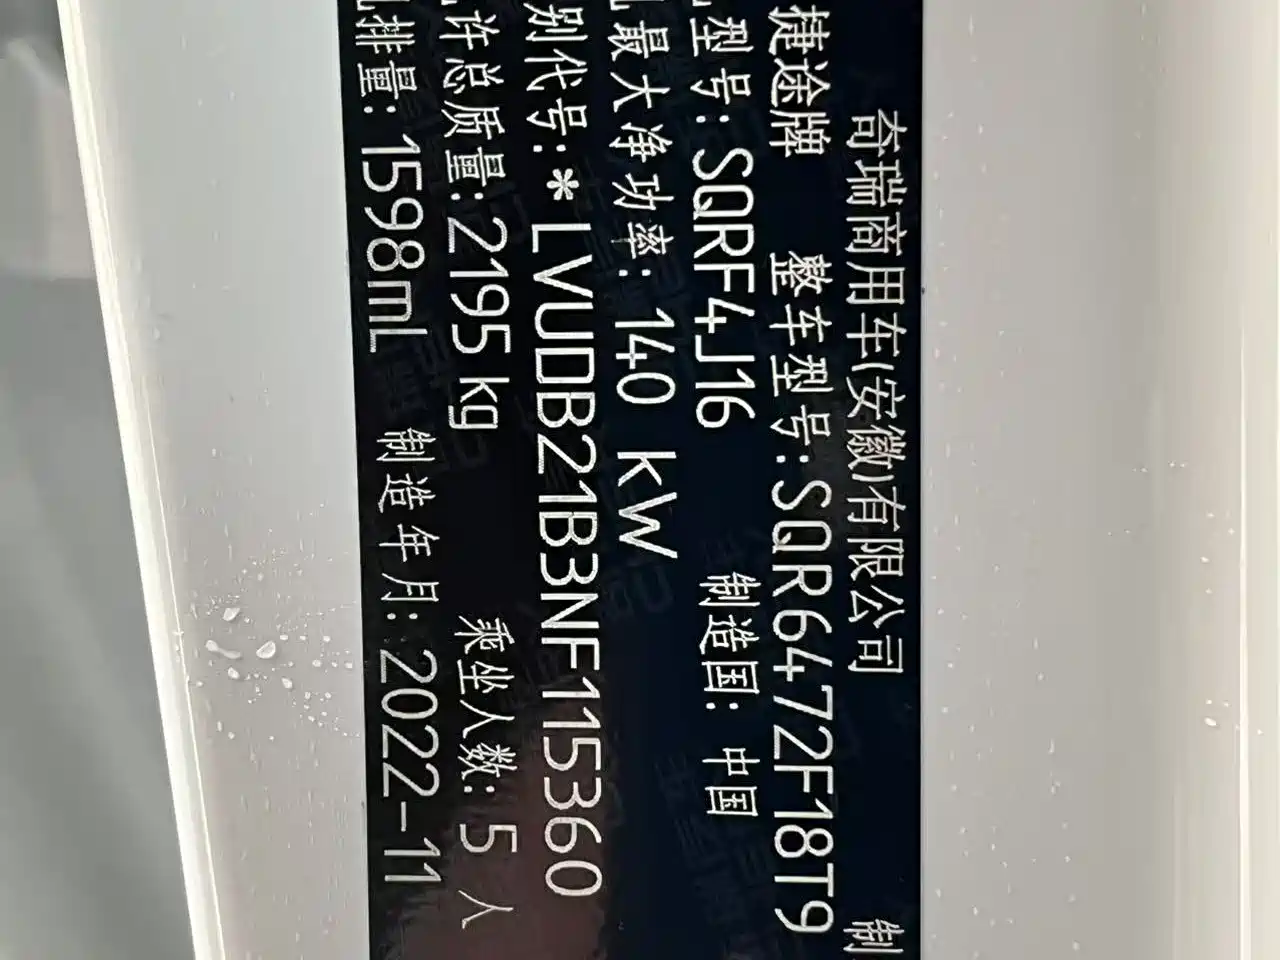 奇瑞商用车(安徽)有限公司 制
捷途牌 整车型号:SQR6472F18T9
型号:SQRF4J16 制造国: 中国
最大净功率: 140 kW
别代号:*LVUDB21B3NF115360
许总质量:2195 kg 乘坐人数: 5 人
排量: 1598mL 制造年月: 2022-11